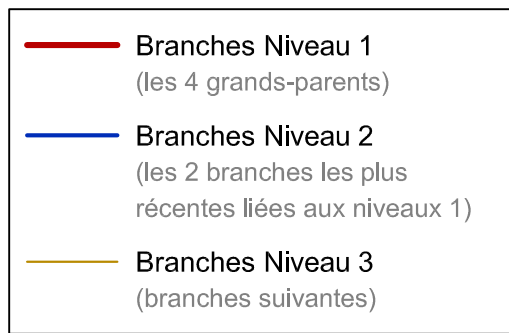 Branches Niveau 1
(les 4 grands-parents)
Branches Niveau 2
(les 2 branches les plus
récentes liées aux niveaux 1)
Branches Niveau 3
(branches suivantes)